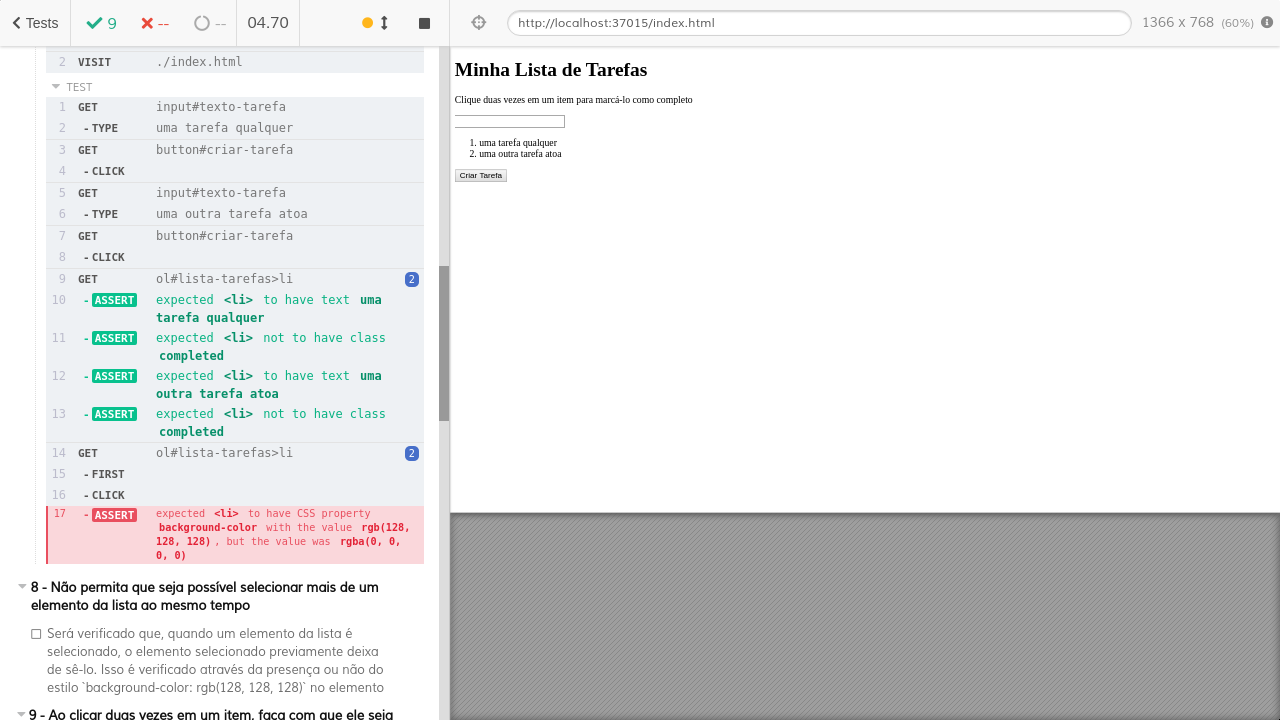 Tests 9 -- -- 04.70
http://localhost:37015/index.html 1366 x 768 (60%)
2 VISIT ./index.html
TEST
1 GET input#texto-tarefa
2 -TYPE uma tarefa qualquer
3 GET button#criar-tarefa
4 -CLICK
5 GET input#texto-tarefa
6 -TYPE uma outra tarefa atoa
7 GET button#criar-tarefa
8 -CLICK
9 GET ol#lista-tarefas>li 2
10 -ASSERT expected <li> to have text uma
tarefa qualquer
11 -ASSERT expected <li> not to have class
completed
12 -ASSERT expected <li> to have text uma
outra tarefa atoa
13 -ASSERT expected <li> not to have class
completed
14 GET ol#lista-tarefas>li 2
15 -FIRST
16 -CLICK
17 -ASSERT expected <li> to have CSS property
background-color with the value rgb(128,
128, 128) , but the value was rgba(0, 0,
0, 0)
8 - Não permita que seja possível selecionar mais de um
elemento da lista ao mesmo tempo
Será verificado que, quando um elemento da lista é
selecionado, o elemento selecionado previamente deixa
de sê-lo. Isso é verificado através da presença ou não do
estilo `background-color: rgb(128, 128, 128)` no elemento
9 - Ao clicar duas vezes em um item, faça com que ele seja
Minha Lista de Tarefas
Clique duas vezes em um item para marcá-lo como completo
1. uma tarefa qualquer
2. uma outra tarefa atoa
Criar Tarefa